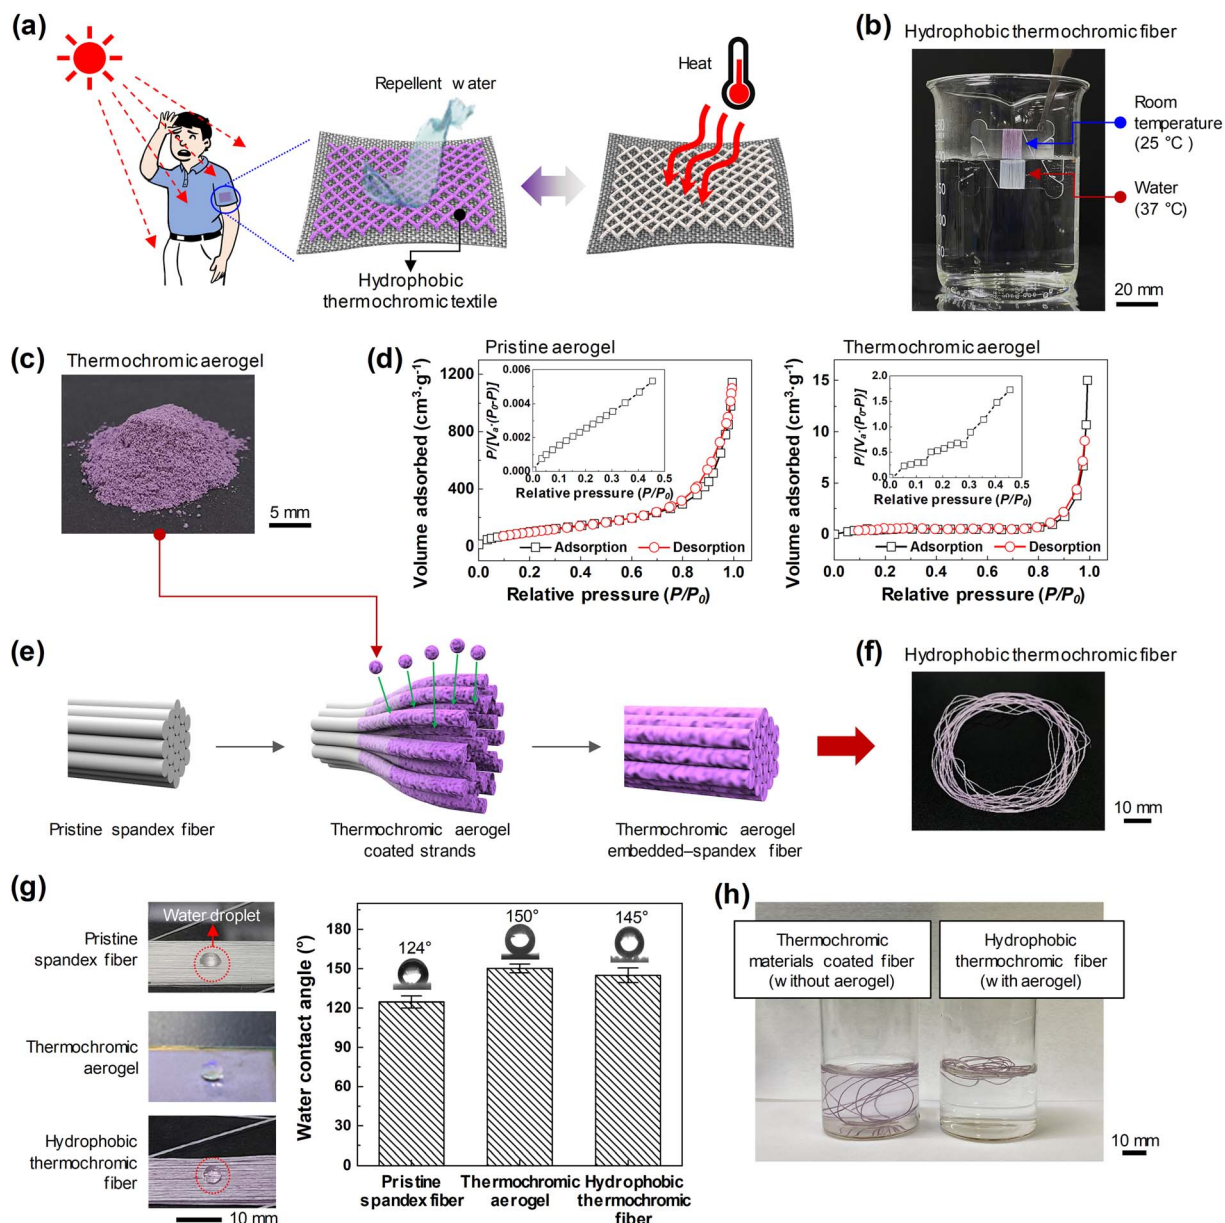 (a)
Repellent water
Heat
Hydrophobic
thermochromic textile
(b)
Hydrophobic thermochromic fiber
Room
temperature
(25 °C )
Water
(37 °C)
20 mm
(c)
Thermochromic aerogel
5 mm
(d)
Pristine aerogel
Volume adsorbed (cm³·g⁻¹)
1200
800
400
0
0.0 0.2 0.4 0.6 0.8 1.0
Relative pressure (P/P₀)
P/[Vₐ·(P₀-P)]
0.006
0.004
0.002
0.000
0.0 0.1 0.2 0.3 0.4 0.5
Relative pressure (P/P₀)
Adsorption Desorption
Thermochromic aerogel
Volume adsorbed (cm³·g⁻¹)
15
10
5
0
0.0 0.2 0.4 0.6 0.8 1.0
Relative pressure (P/P₀)
P/[Vₐ·(P₀-P)]
2.0
1.5
1.0
0.5
0.0 0.1 0.2 0.3 0.4 0.5
Relative pressure (P/P₀)
Adsorption Desorption
(e)
Pristine spandex fiber
Thermochromic aerogel
coated strands
Thermochromic aerogel
embedded–spandex fiber
(f)
Hydrophobic thermochromic fiber
10 mm
(g)
Pristine
spandex fiber
Water droplet
Thermochromic
aerogel
Hydrophobic
thermochromic
fiber
10 mm
Water contact angle (°)
180
150
120
90
60
30
0
124°
150°
145°
Pristine
spandex fiber
Thermochromic
aerogel
Hydrophobic
thermochromic
fiber
(h)
Thermochromic
materials coated fiber
(without aerogel)
Hydrophobic
thermochromic fiber
(with aerogel)
10 mm